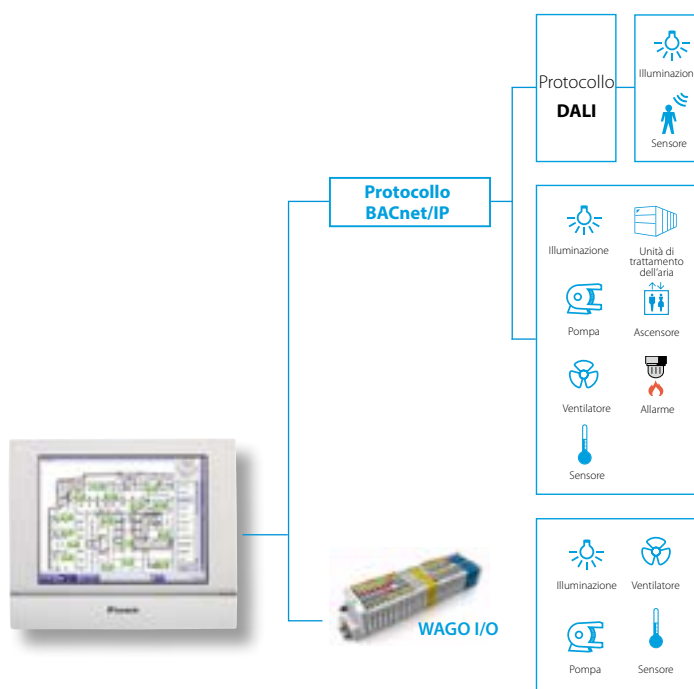 Protocollo
DALI
Illuminazion
Sensore
Protocollo
BACnet/IP
Illuminazione
Unità di
trattamento
dell'aria
Pompa
Ascensore
Ventilatore
Allarme
Sensore
WAGO I/O
Illuminazione
Ventilatore
Pompa
Sensore